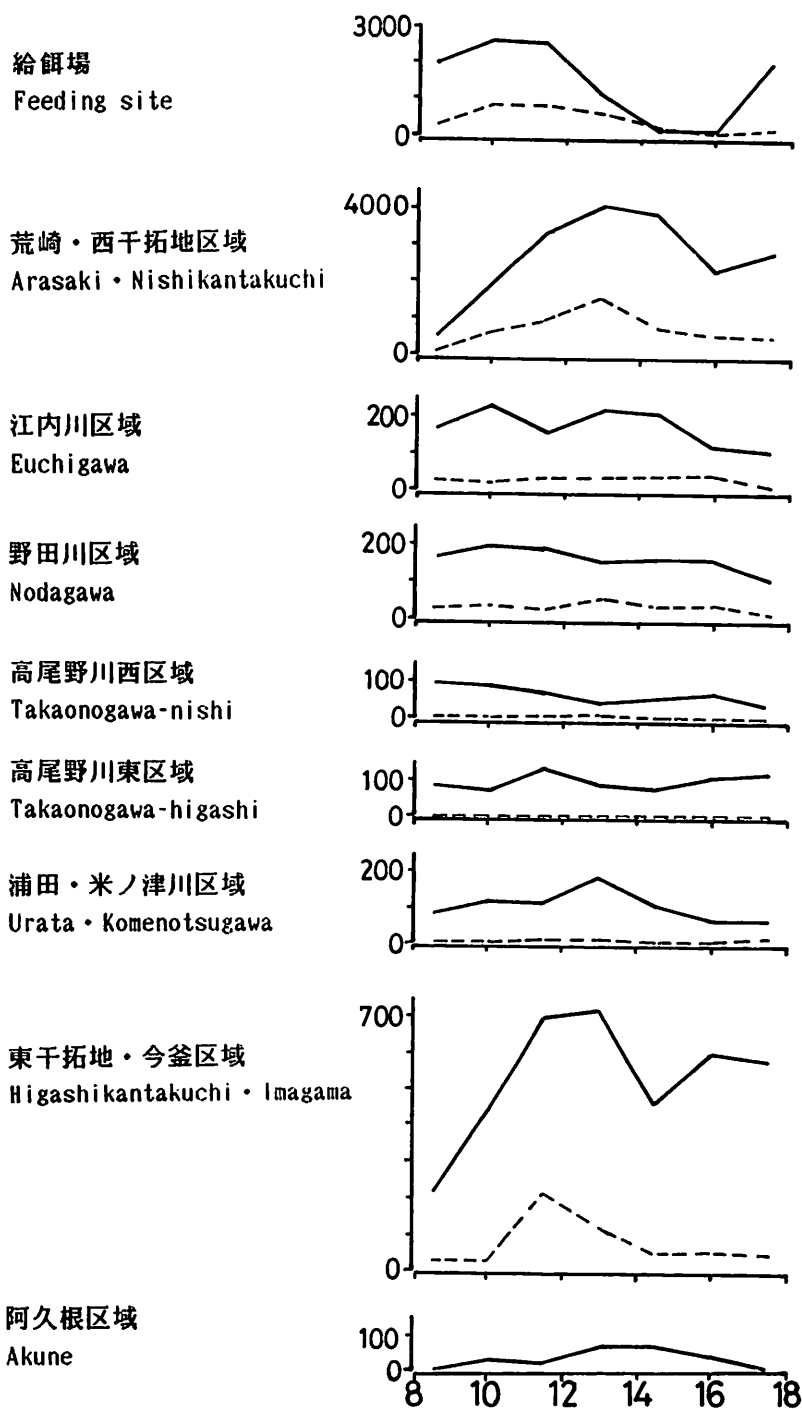 給餌場
Feeding site
3000
0
荒崎・西干拓地区域
Arasaki・Nishikantakuchi
4000
0
江内川区域
Euchigawa
200
0
野田川区域
Nodagawa
200
0
高尾野川西区域
Takaonogawa-nishi
100
0
高尾野川東区域
Takaonogawa-higashi
100
0
浦田・米ノ津川区域
Urata・Komenotsugawa
200
0
東干拓地・今釜区域
Higashikantakuchi・Imagama
700
0
阿久根区域
Akune
100
0
8 10 12 14 16 18